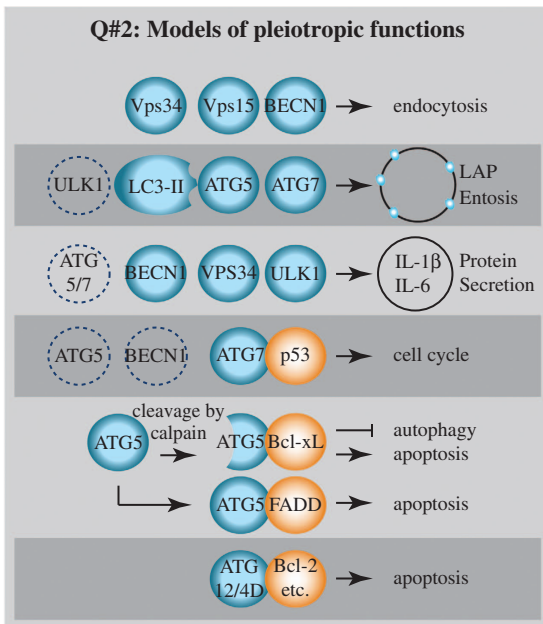 Q#2: Models of pleiotropic functions
Vps34 Vps15 BECN1 endocytosis
ULK1 LC3-II ATG5 ATG7 LAP
Entosis
ATG
5/7 BECN1 VPS34 ULK1 IL-1β
IL-6 Protein
Secretion
ATG5 BECN1 ATG7 p53 cell cycle
ATG5 cleavage by
calpain ATG5 Bcl-xL autophagy
apoptosis
ATG5 FADD apoptosis
ATG
12/4D Bcl-2
etc. apoptosis